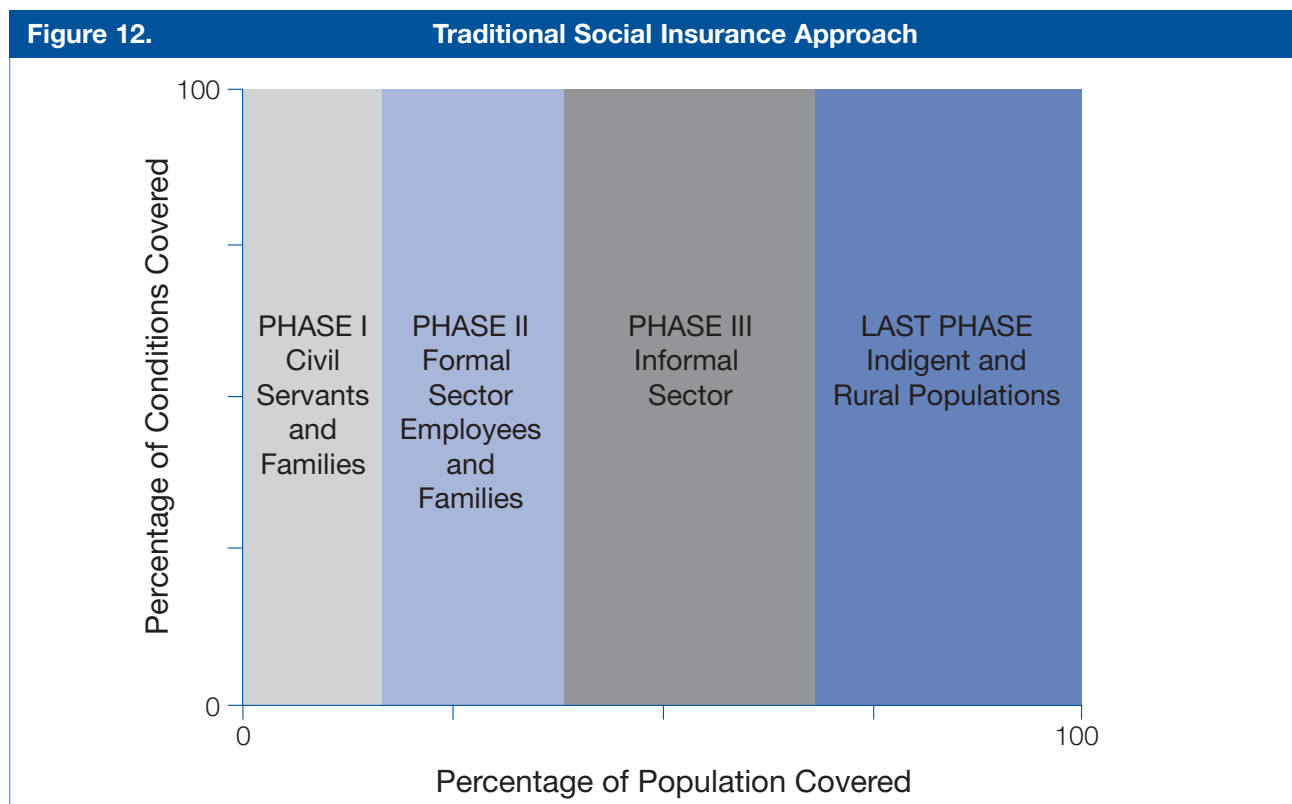 Figure 12. Traditional Social Insurance Approach
100
Percentage of Conditions Covered
PHASE I
Civil
Servants
and
Families
PHASE II
Formal
Sector
Employees
and
Families
PHASE III
Informal
Sector
LAST PHASE
Indigent and
Rural Populations
0
0
100
Percentage of Population Covered